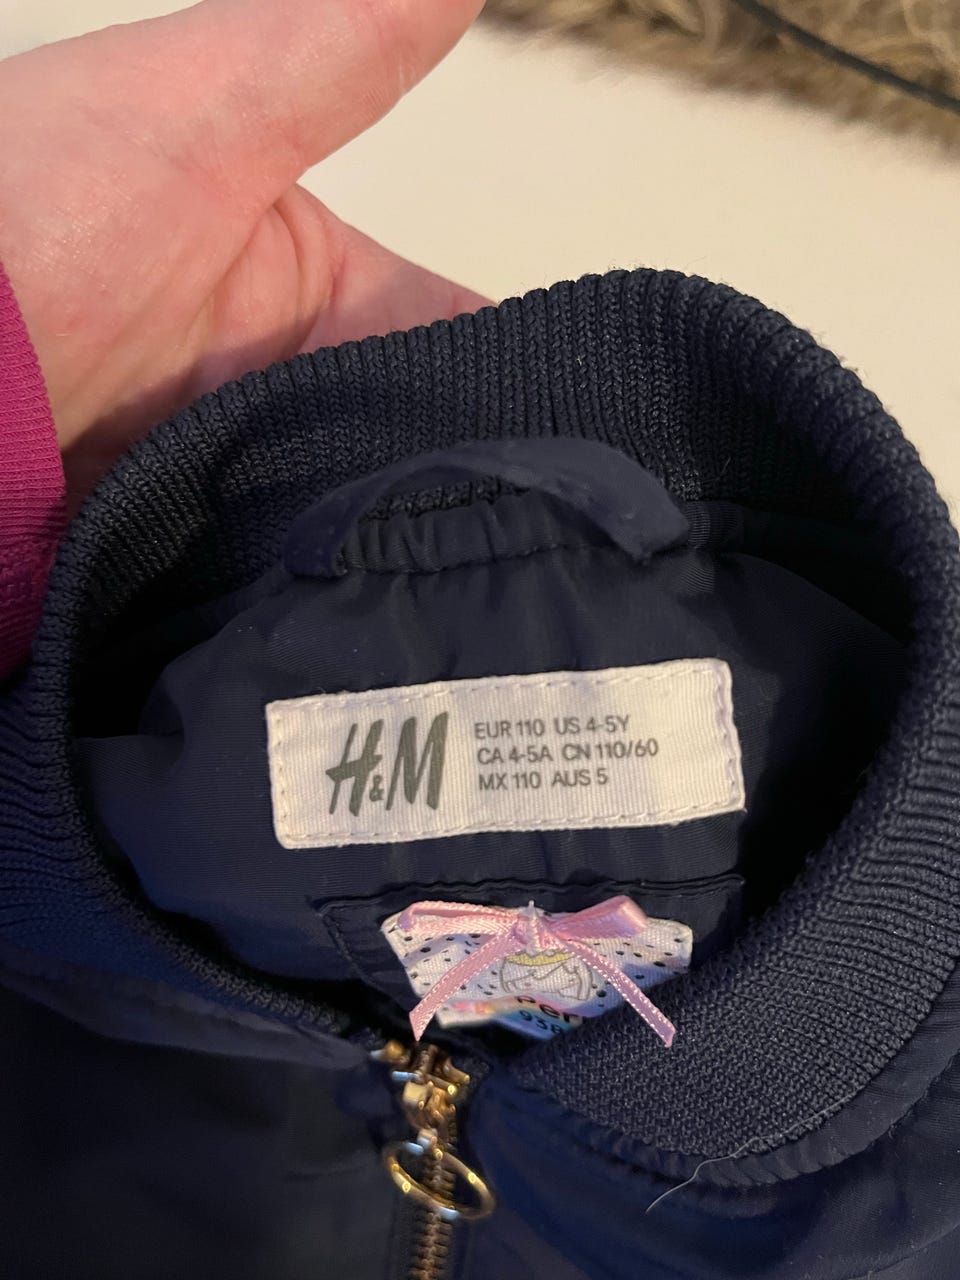 H&M
EUR 110 US 4-5Y
CA 4-5A CN 110/60
MX 110 AUS 5